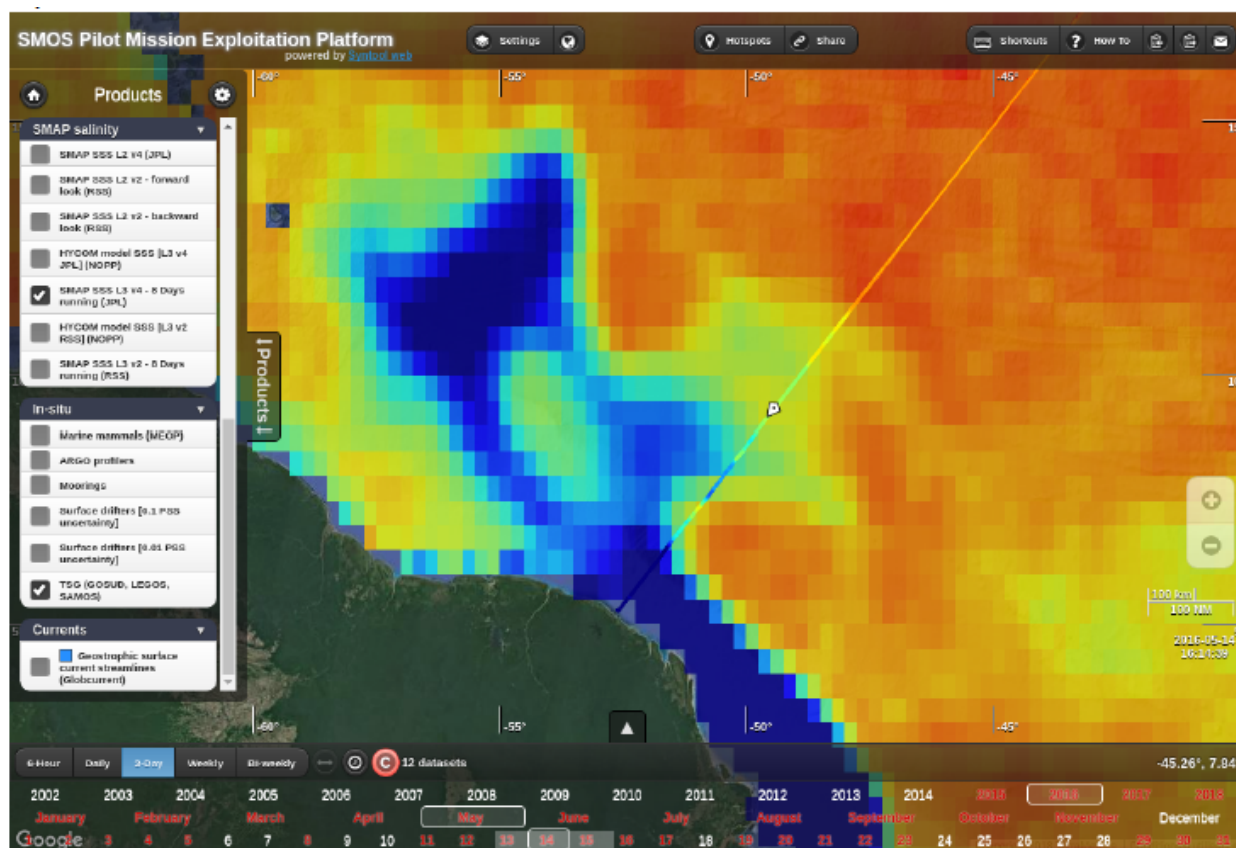 SMOS Pilot Mission Exploitation Platform
powered by Syntool web
Settings
Hotspots
Share
Shortcuts
How To
-60°
-55°
-50°
-45°
Products
SMAP salinity
SMAP SSS L2 v4 (JPL)
SMAP SSS L2 v2 - forward
look (RSS)
SMAP SSS L2 v2 - backward
look (RSS)
HYCOM model SSS [L3 v4
JPL] (NOPP)
SMAP SSS L3 v4 - 8 Days
running (JPL)
HYCOM model SSS [L3 v2
RSS] (NOPP)
SMAP SSS L3 v2 - 8 Days
running (RSS)
Products
In-situ
Marine mammals (MEOP)
ARGO profilers
Moorings
Surface drifters [0.1 PSS
uncertainty]
Surface drifters [0.01 PSS
uncertainty]
TSG (GOSUD, LEGOS,
SAMOS)
Currents
Geostrophic surface
current streamlines
(Globcurrent)
100 km
100 NM
2016-05-14
-60°
-55°
-50°
-45°
6-Hour
Daily
3-Day
Weekly
Bi-weekly
C
12 datasets
-45.26°, 7.84
2002 2003 2004 2005 2006 2007 2008 2009 2010 2011 2012 2013 2014 2015 2016 2017 2018
January February March April May June July August September October November December
Google 3 4 5 6 7 8 9 10 11 12 13 14 15 16 17 18 19 20 21 22 23 24 25 26 27 28 29 30 31